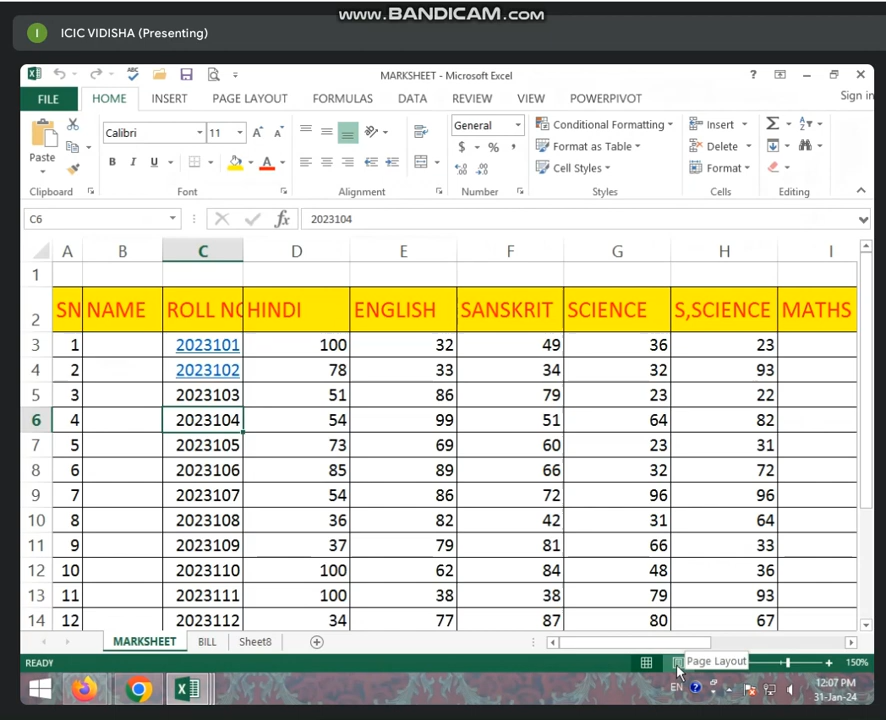 WWW.BANDICAM.COM
I ICIC VIDISHA (Presenting)
MARKSHEET - Microsoft Excel
?
Sign in
FILE HOME INSERT PAGE LAYOUT FORMULAS DATA REVIEW VIEW POWERPIVOT
Paste
Calibri 11
B I U
General
$ % ,
Conditional Formatting
Format as Table
Cell Styles
Insert
Delete
Format
Clipboard Font Alignment Number Styles Cells Editing
C6 fx 2023104
A B C D E F G H I
1
2 SN NAME ROLL NO HINDI ENGLISH SANSKRIT SCIENCE S,SCIENCE MATHS
3 1 2023101 100 32 49 36 23
4 2 2023102 78 33 34 32 93
5 3 2023103 51 86 79 23 22
6 4 2023104 54 99 51 64 82
7 5 2023105 73 69 60 23 31
8 6 2023106 85 89 66 32 72
9 7 2023107 54 86 72 96 96
10 8 2023108 36 82 42 31 64
11 9 2023109 37 79 81 66 33
12 10 2023110 100 62 84 48 36
13 11 2023111 100 38 38 79 93
14 12 2023112 34 77 87 80 67
MARKSHEET BILL Sheet8
READY Page Layout 150%
EN
12:07 PM
31-Jan-24